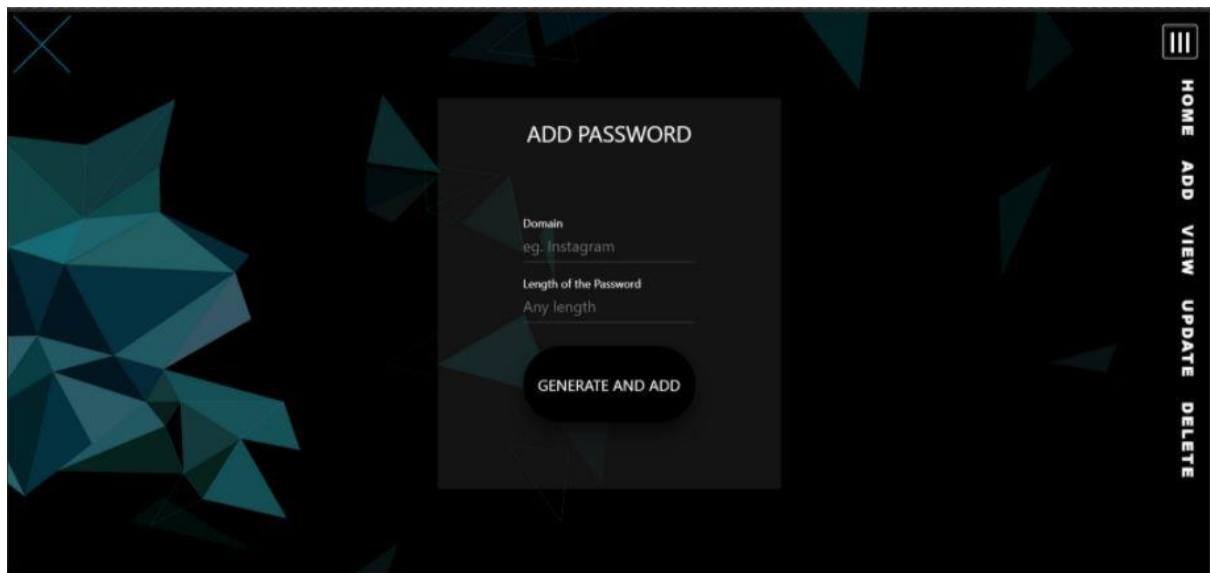 ADD PASSWORD
Domain
eg. Instagram
Length of the Password
Any length
GENERATE AND ADD
HOME
ADD
VIEW
UPDATE
DELETE